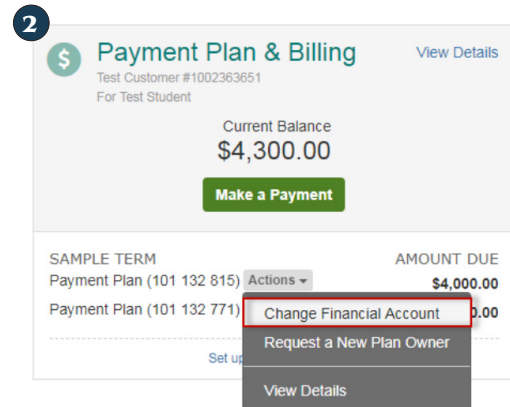 2
$
Payment Plan & Billing View Details
Test Customer #1002363651
For Test Student
Current Balance
$4,300.00
Make a Payment
SAMPLE TERM AMOUNT DUE
Payment Plan (101 132 815) Actions $4,000.00
Payment Plan (101 132 771)
Change Financial Account
Request a New Plan Owner
Set up
View Details